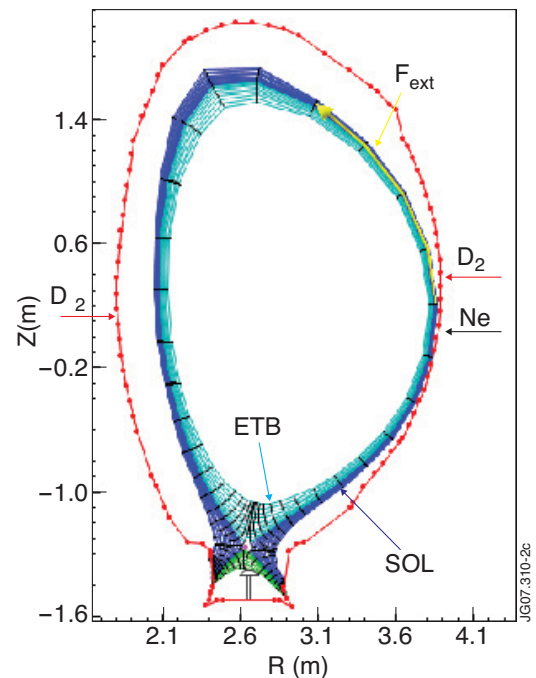 F_ext
1.4
0.6
D_2
D_2
Ne
Z(m)
-0.2
ETB
-1.0
SOL
-1.6
2.1 2.6 3.1 3.6 4.1
R (m)
JG07.310-2c